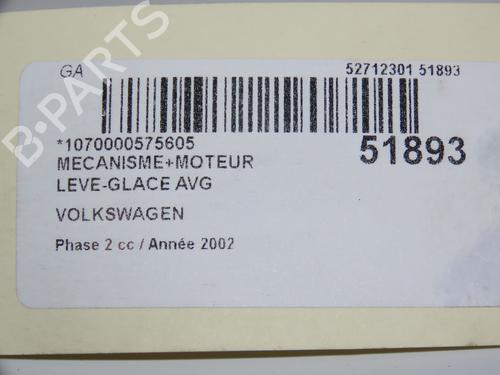 GA 52712301 51893
*1070000575605
51893
MECANISME+MOTEUR
LEVE-GLACE AVG
VOLKSWAGEN
Phase 2 cc / Année 2002
B-PARTS